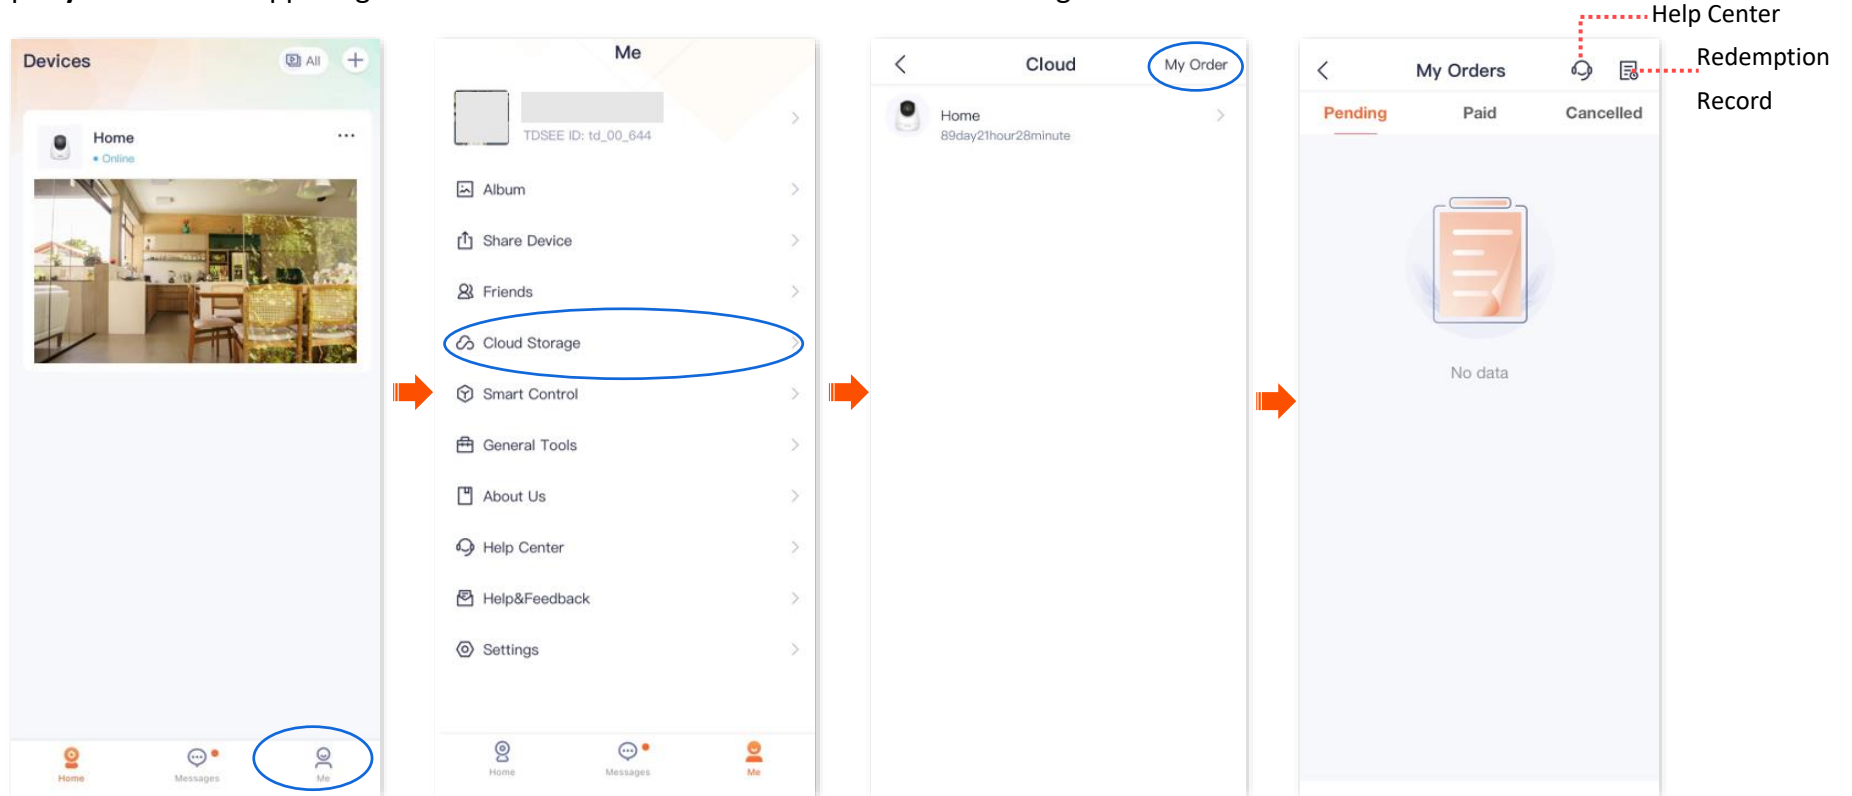 Help Center
Redemption
Record
Devices
All
Home
Online
Home
Messages
Me
Me
TDSEE ID: td_00_644
Album
Share Device
Friends
Cloud Storage
Smart Control
General Tools
About Us
Help Center
Help&Feedback
Settings
Home
Messages
Me
Cloud
My Order
Home
89day21hour28minute
My Orders
Pending
Paid
Cancelled
No data